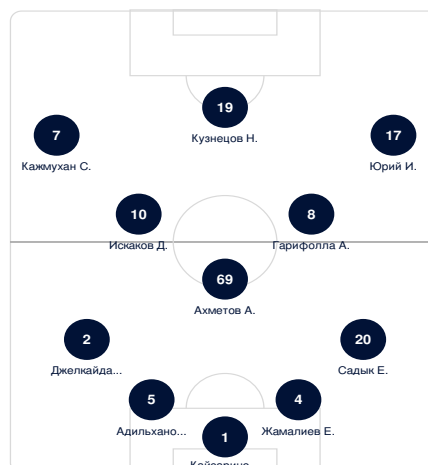 19
Кузнецов Н.
7
17
Кажмухан С.
Юрий И.
10
8
Искаков Д.
Гарифолла А.
69
Ахметов А.
2
20
Джелкайда...
Садык Е.
5
4
Адильхано...
Жамалиев Е.
1